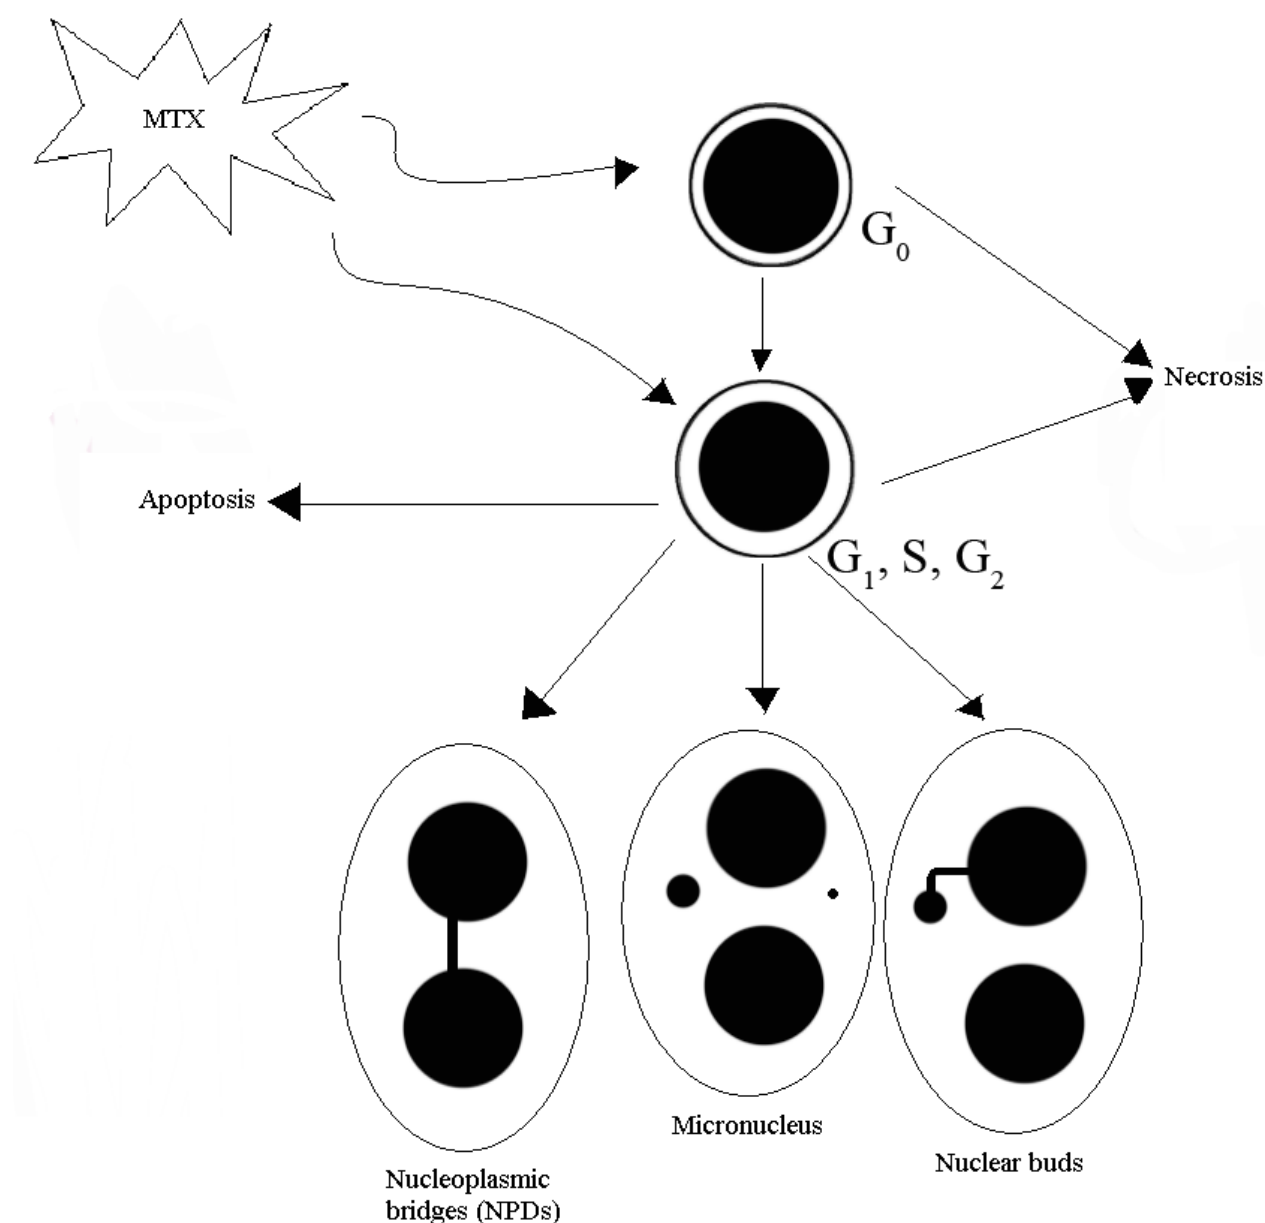 MTX
G₀
Necrosis
Apoptosis
G₁, S, G₂
Nucleoplasmic
bridges (NPDs)
Micronucleus
Nuclear buds